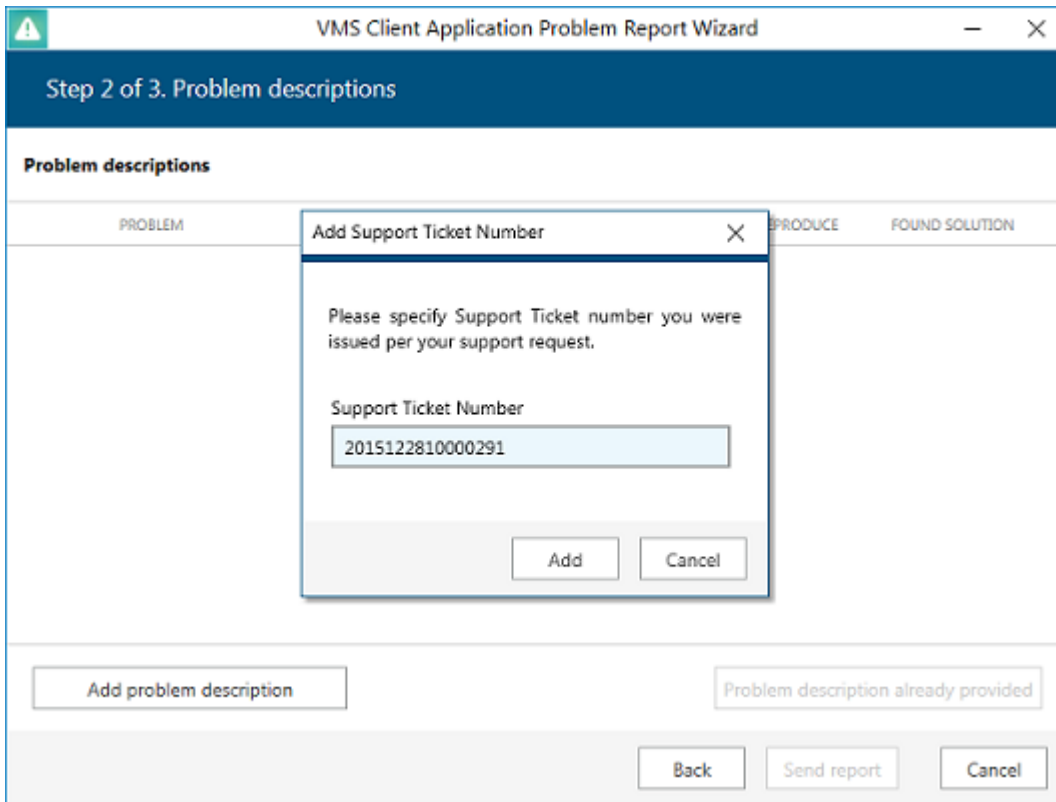 VMS Client Application Problem Report Wizard
Step 2 of 3. Problem descriptions
Problem descriptions
PROBLEM FOUND SOLUTION
Add Support Ticket Number
Please specify Support Ticket number you were
issued per your support request.
Support Ticket Number
2015122810000291
Add Cancel
Add problem description Problem description already provided
Back Send report Cancel